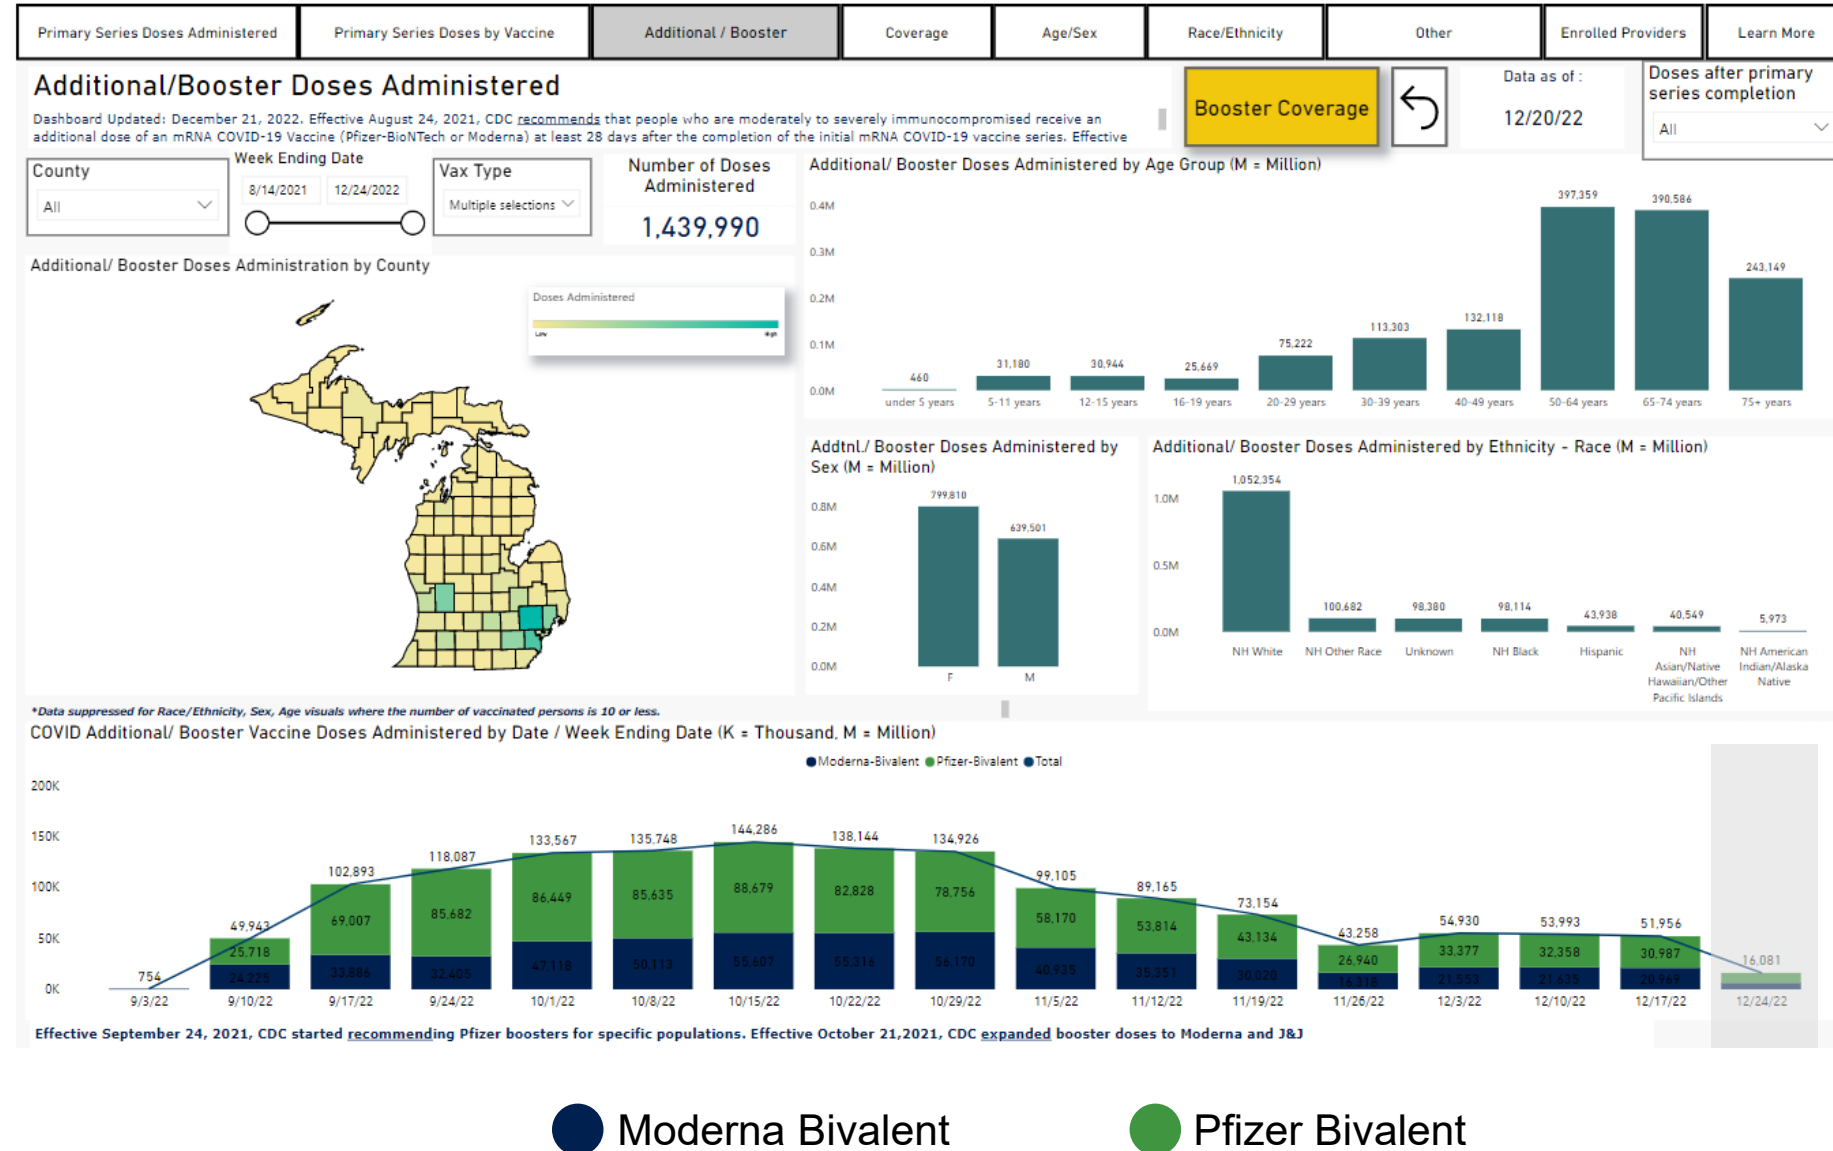 Primary Series Doses Administered
Primary Series Doses by Vaccine
Additional / Booster
Coverage
Age/Sex
Race/Ethnicity
Other
Enrolled Providers
Learn More
Additional/Booster Doses Administered
Dashboard Updated: December 21, 2022. Effective August 24, 2021, CDC recommends that people who are moderately to severely immunocompromised receive an
additional dose of an mRNA COVID-19 Vaccine (Pfizer-BioNTech or Moderna) at least 28 days after the completion of the initial mRNA COVID-19 vaccine series. Effective
Booster Coverage
Data as of :
12/20/22
Doses after primary
series completion
All
County
All
Week Ending Date
8/14/2021 12/24/2022
Vax Type
Multiple selections
Number of Doses
Administered
1,439,990
Additional/ Booster Doses Administration by County
Doses Administered
Low High
Additional/ Booster Doses Administered by Age Group (M = Million)
0.4M
0.3M
0.2M
0.1M
0.0M
460 31,180 30,944 25,669 75,222 113,303 132,118 397,359 390,586 243,149
under 5 years 5-11 years 12-15 years 16-19 years 20-29 years 30-39 years 40-49 years 50-64 years 65-74 years 75+ years
Addtnl./ Booster Doses Administered by
Sex (M = Million)
0.8M
0.6M
0.4M
0.2M
0.0M
799,810 639,501
F M
Additional/ Booster Doses Administered by Ethnicity - Race (M = Million)
1.0M
0.5M
0.0M
1,052,354 100,682 98,380 98,114 43,938 40,549 5,973
NH White NH Other Race Unknown NH Black Hispanic
NH
Asian/Native
Hawaiian/Other
Pacific Islands
NH American
Indian/Alaska
Native
*Data suppressed for Race/Ethnicity, Sex, Age visuals where the number of vaccinated persons is 10 or less.
COVID Additional/ Booster Vaccine Doses Administered by Date / Week Ending Date (K = Thousand, M = Million)
Moderna-Bivalent Pfizer-Bivalent Total
200K
150K
100K
50K
0K
754 49,943 102,893 118,087 133,567 135,748 144,286 138,144 134,926 99,105 89,165 73,154 43,258 54,930 53,993 51,956 16,081
25,718 69,007 85,682 86,449 85,635 88,679 82,828 78,756 58,170 53,814 43,134 26,940 33,377 32,358 30,987
24,225 33,886 32,405 47,118 50,113 55,607 55,316 56,170 40,935 35,351 30,020 16,318 21,553 21,635 20,969
9/3/22 9/10/22 9/17/22 9/24/22 10/1/22 10/8/22 10/15/22 10/22/22 10/29/22 11/5/22 11/12/22 11/19/22 11/26/22 12/3/22 12/10/22 12/17/22 12/24/22
Effective September 24, 2021, CDC started recommending Pfizer boosters for specific populations. Effective October 21,2021, CDC expanded booster doses to Moderna and J&J
Moderna Bivalent
Pfizer Bivalent